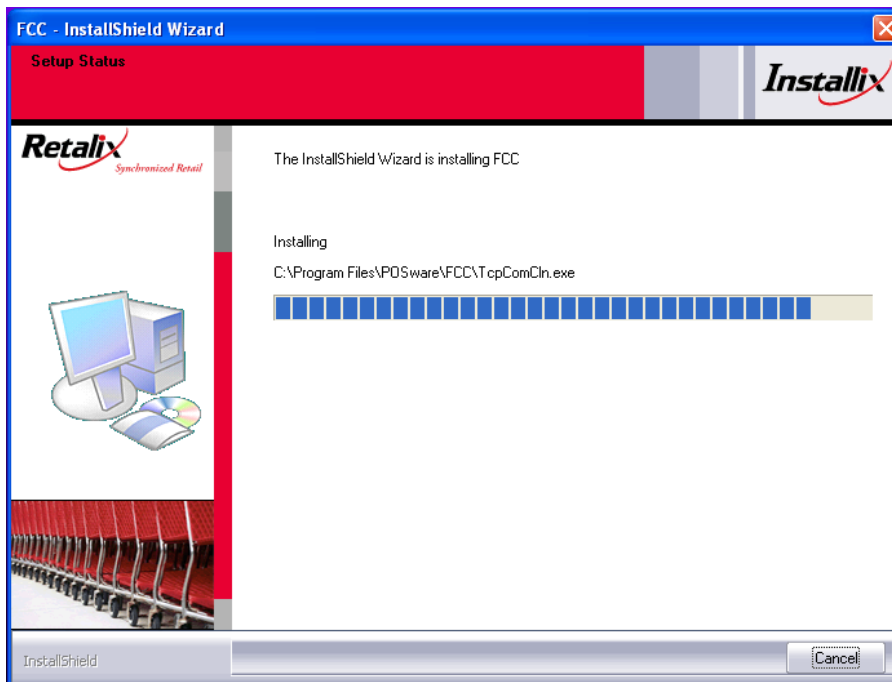 FCC - InstallShield Wizard
Setup Status
Installix
Retalix
Synchronized Retail
The InstallShield Wizard is installing FCC
Installing
C:\Program Files\POSware\FCC\TcpComCln.exe
InstallShield
Cancel